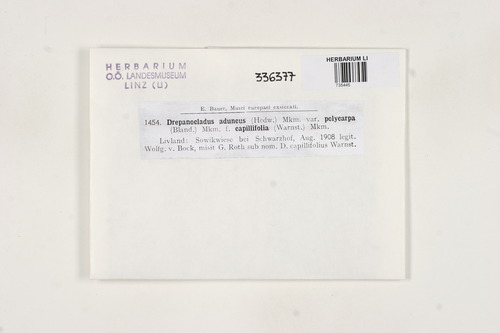 HERBARIUM
O.Ö. LANDESMUSEUM
LINZ (LI)
336377
HERBARIUM LI
E. Bauer, Musci europaei exsiccati.
1454. Drepanocladus aduncus (Hedw.) Mkm. var. polycarpa
(Bland.) Mkm. f. capillifolia (Warnst.) Mkm.
Livland: Sowikwiese bei Schwarzhof, Aug. 1908 legit.
Wolfg. v. Bock, misit G. Roth sub nom. D. capillifolius Warnst.